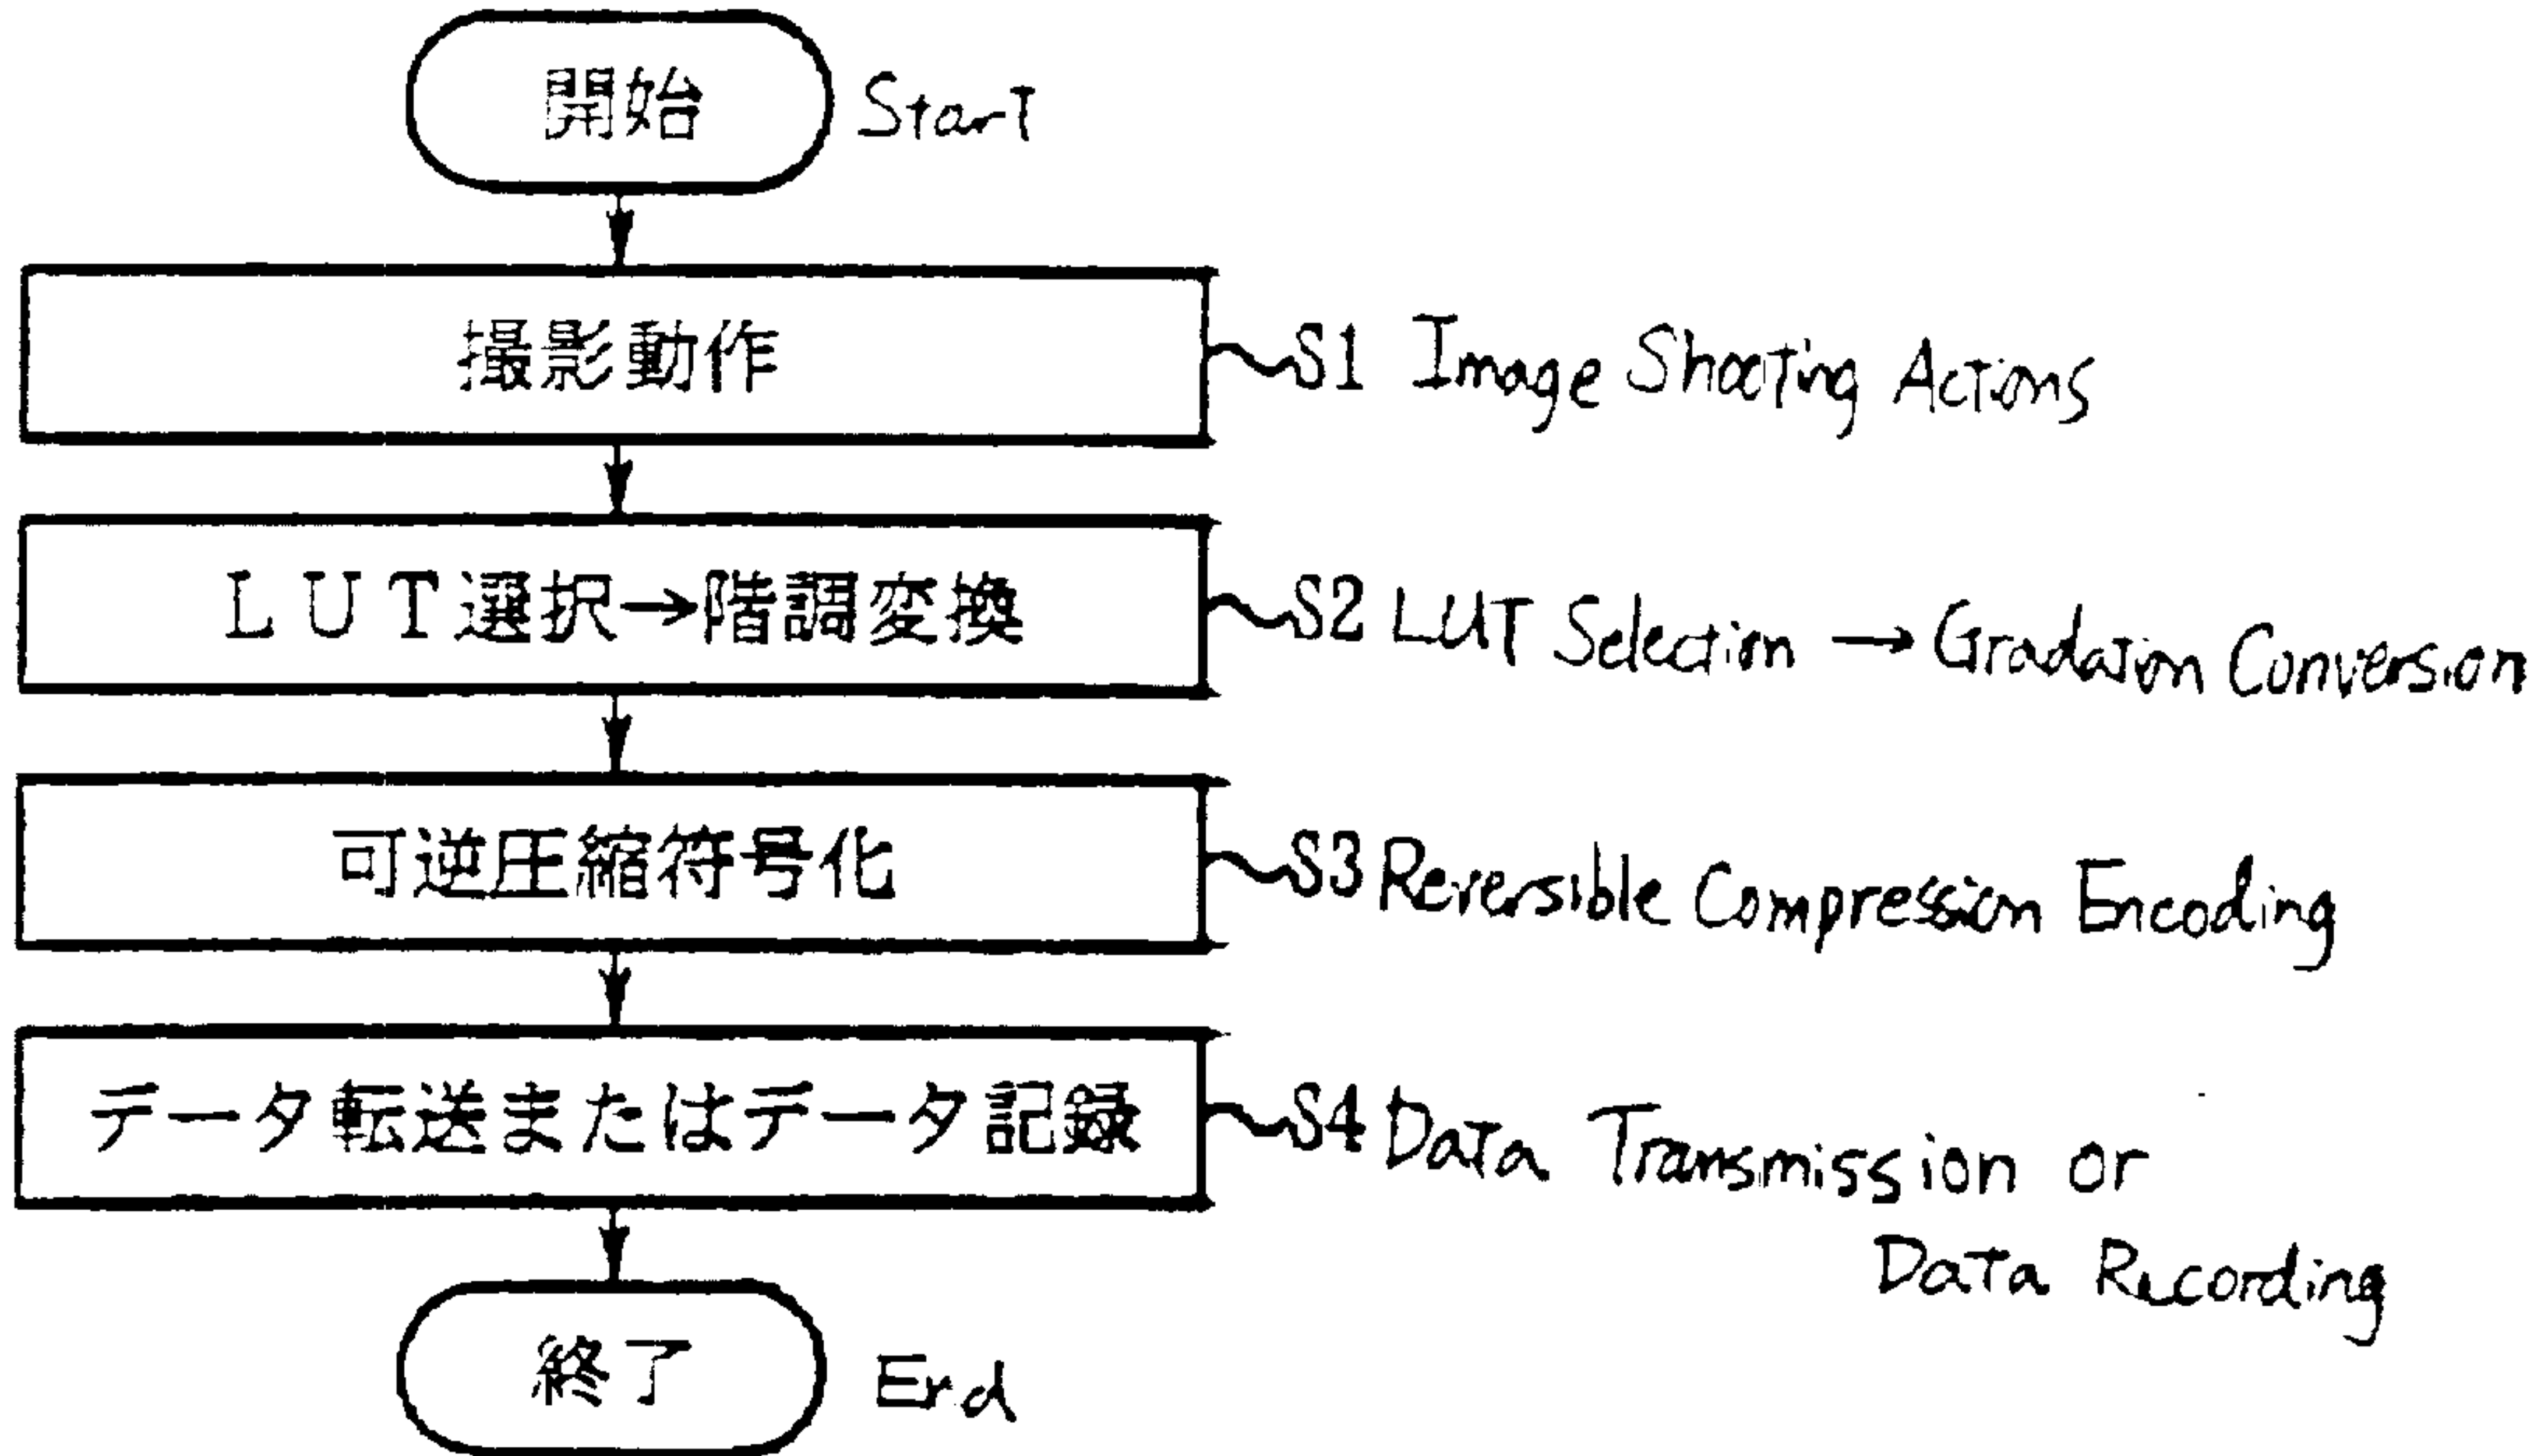 開始 Start
撮影動作 S1 Image Shooting Actions
LUT選択→階調変換 S2 LUT Selection → Gradation Conversion
可逆圧縮符号化 S3 Reversible Compression Encoding
データ転送またはデータ記録 S4 Data Transmission or
Data Recording
終了 End